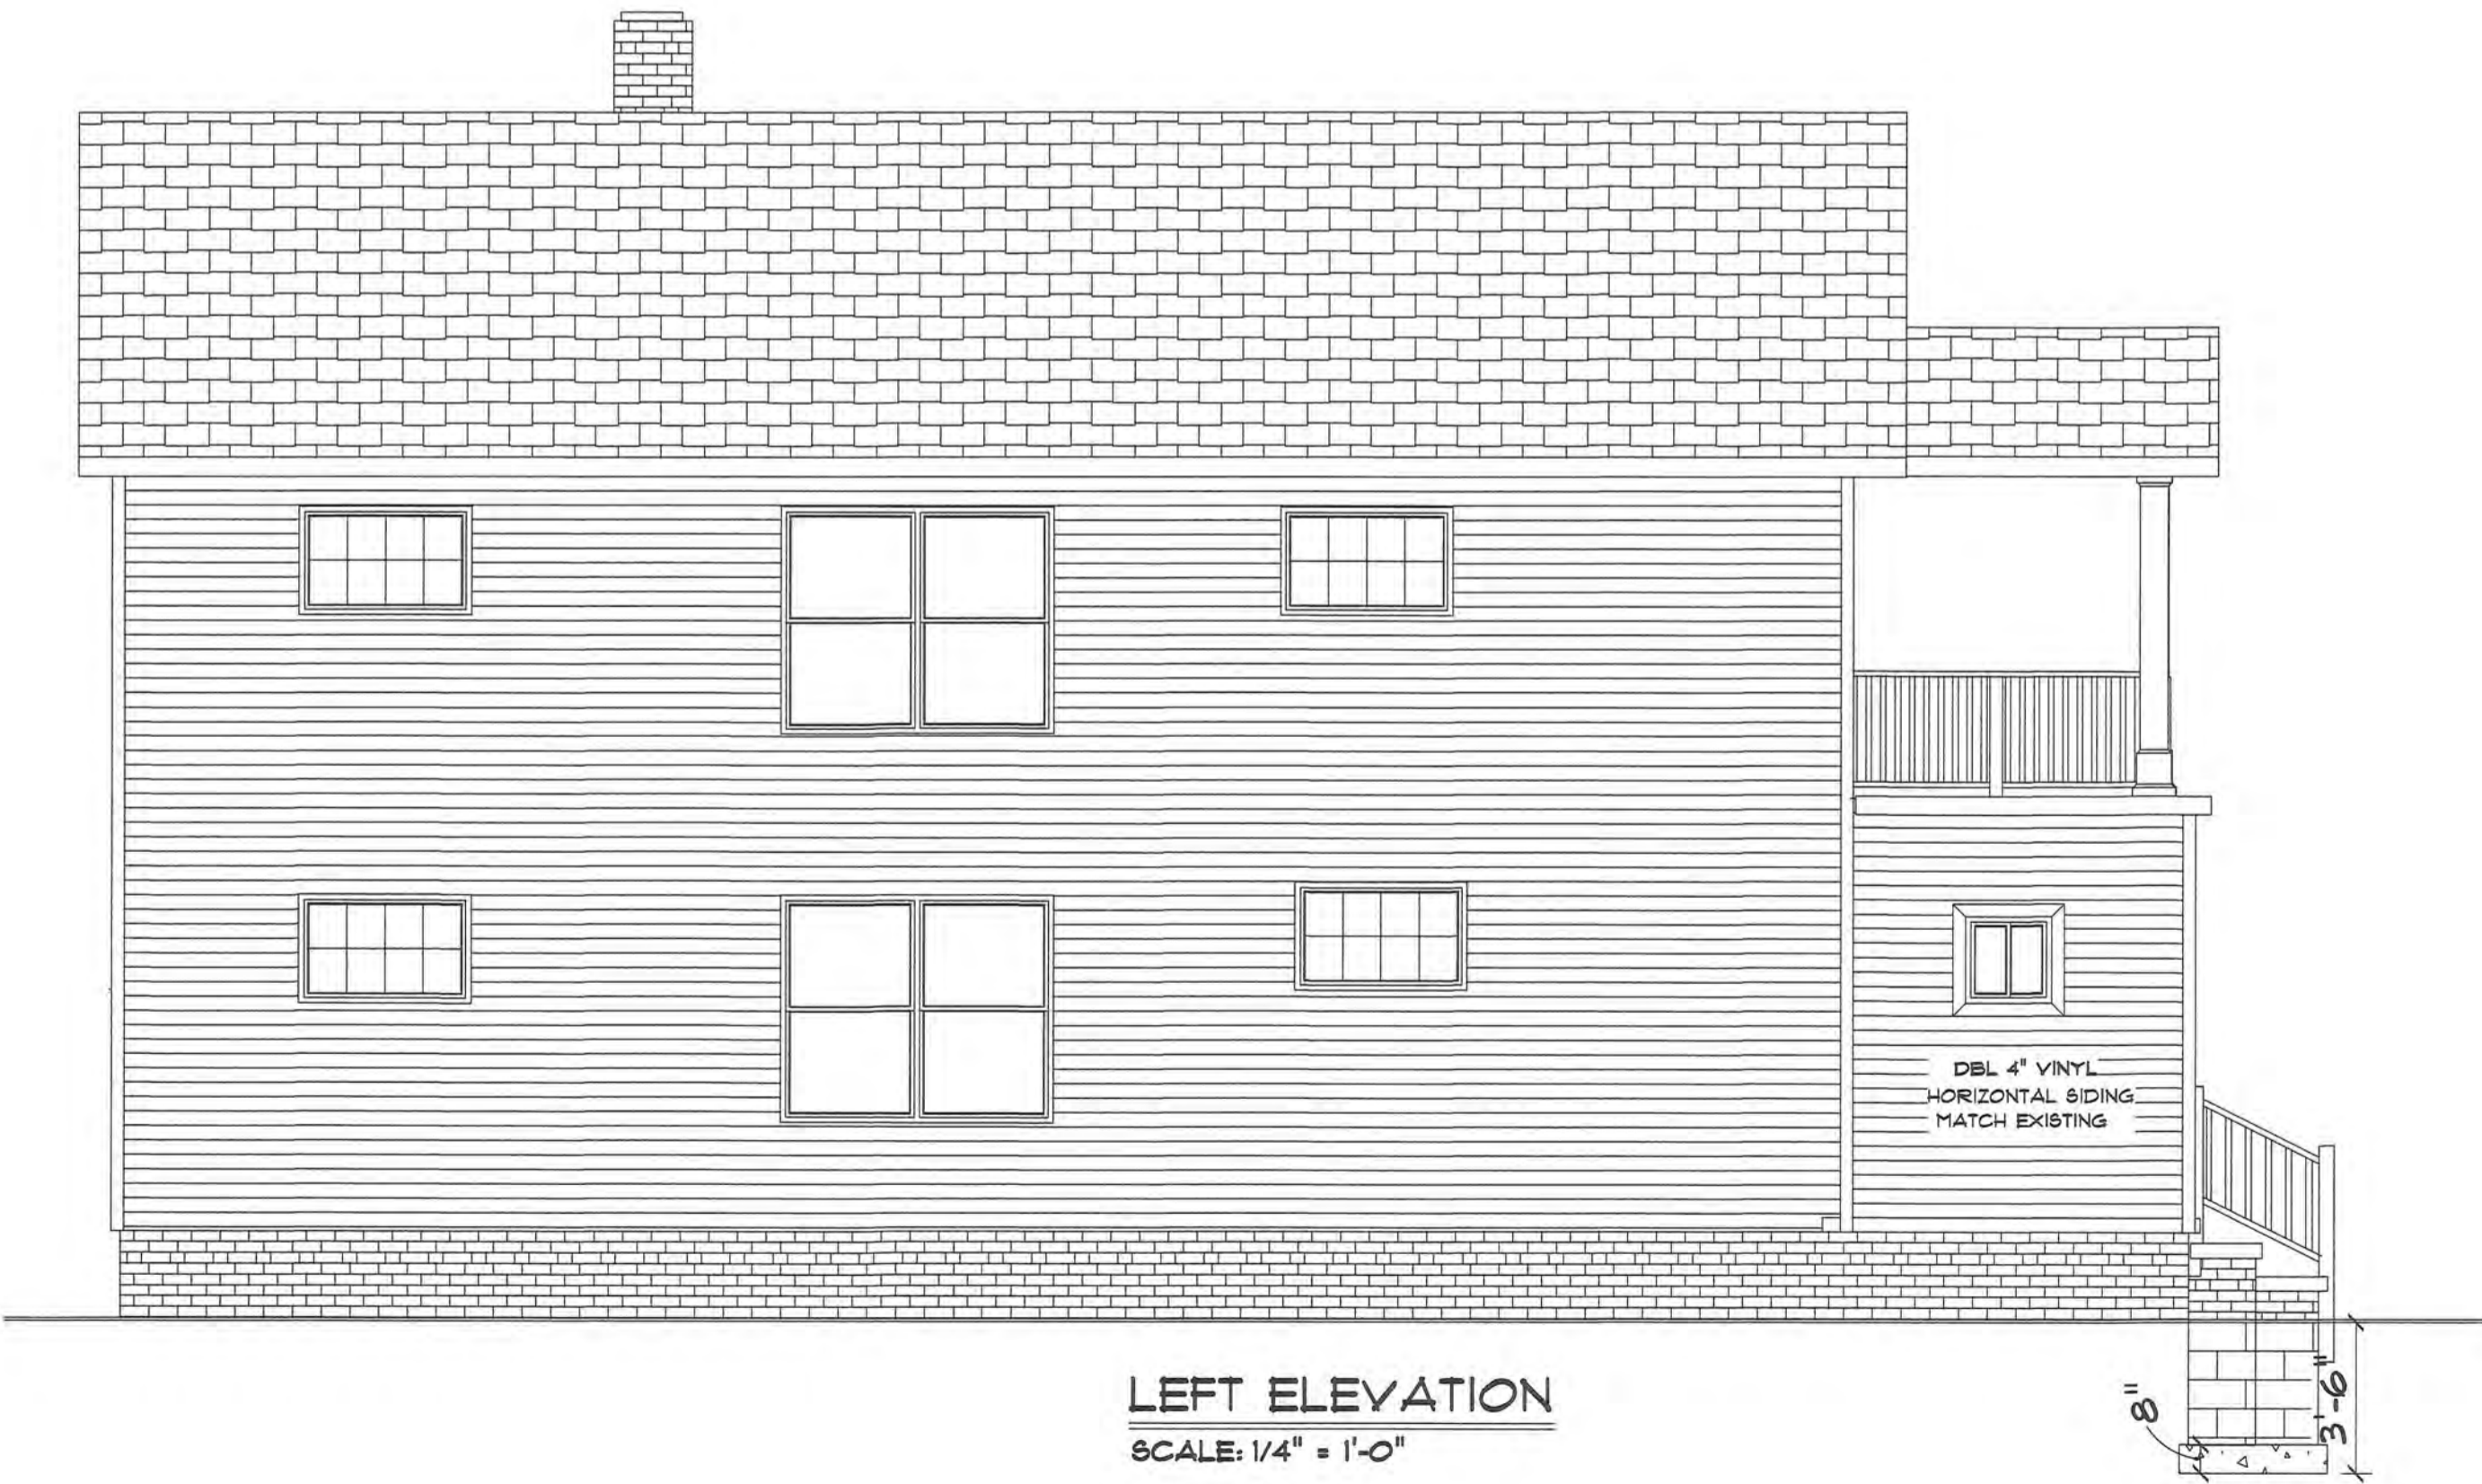 DBL 4" VINYL
HORIZONTAL SIDING
MATCH EXISTING
LEFT ELEVATION
SCALE: 1/4" = 1'-0"
8"
3'-6"